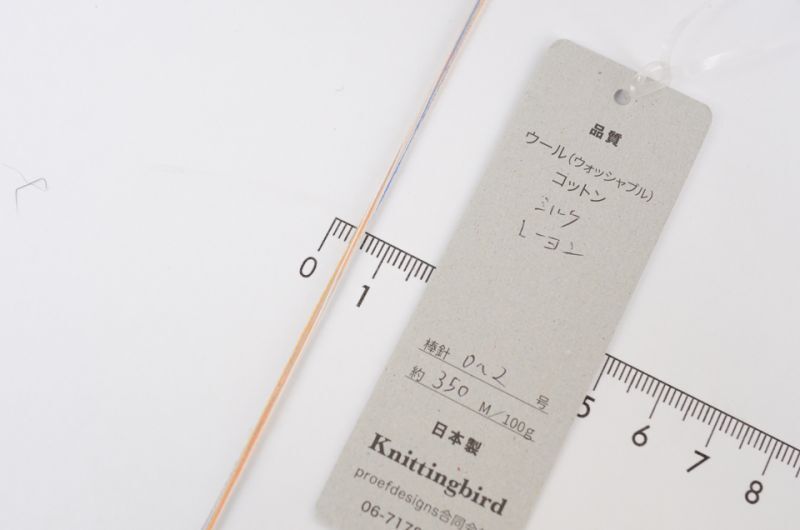 品質
ウール(ウォッシャブル)
コットン
シルク
レーヨン
棒針 0~2 号
約 350 M/100g
日本製
Knittingbird
proefdesigns合同会
06-717
0 1 5 6 7 8